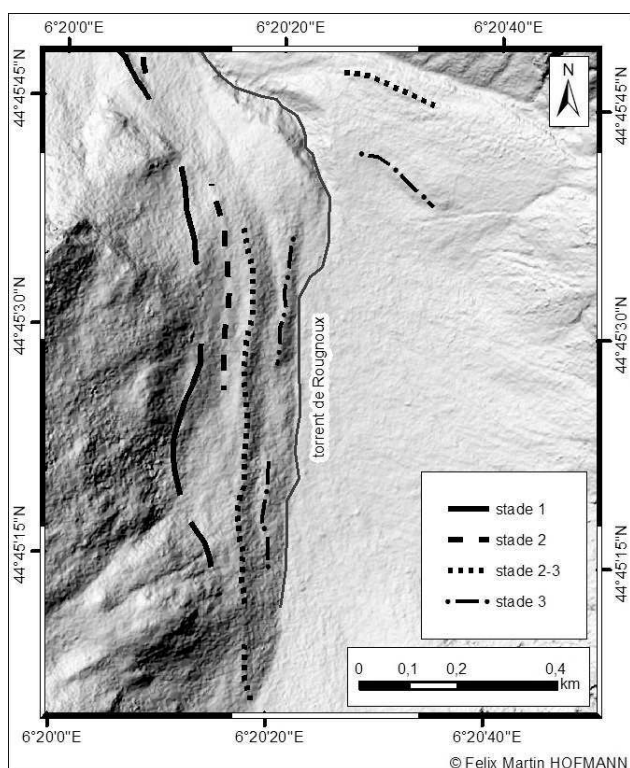 6°20'0"E 6°20'20"E 6°20'40"E
44°45'45"N
44°45'45"N
N
44°45'30"N
44°45'30"N
torrent de Rougnoux
44°45'15"N
44°45'15"N
stade 1
stade 2
stade 2-3
stade 3
0 0,1 0,2 0,4
km
6°20'0"E 6°20'20"E 6°20'40"E
© Felix Martin HOFMANN